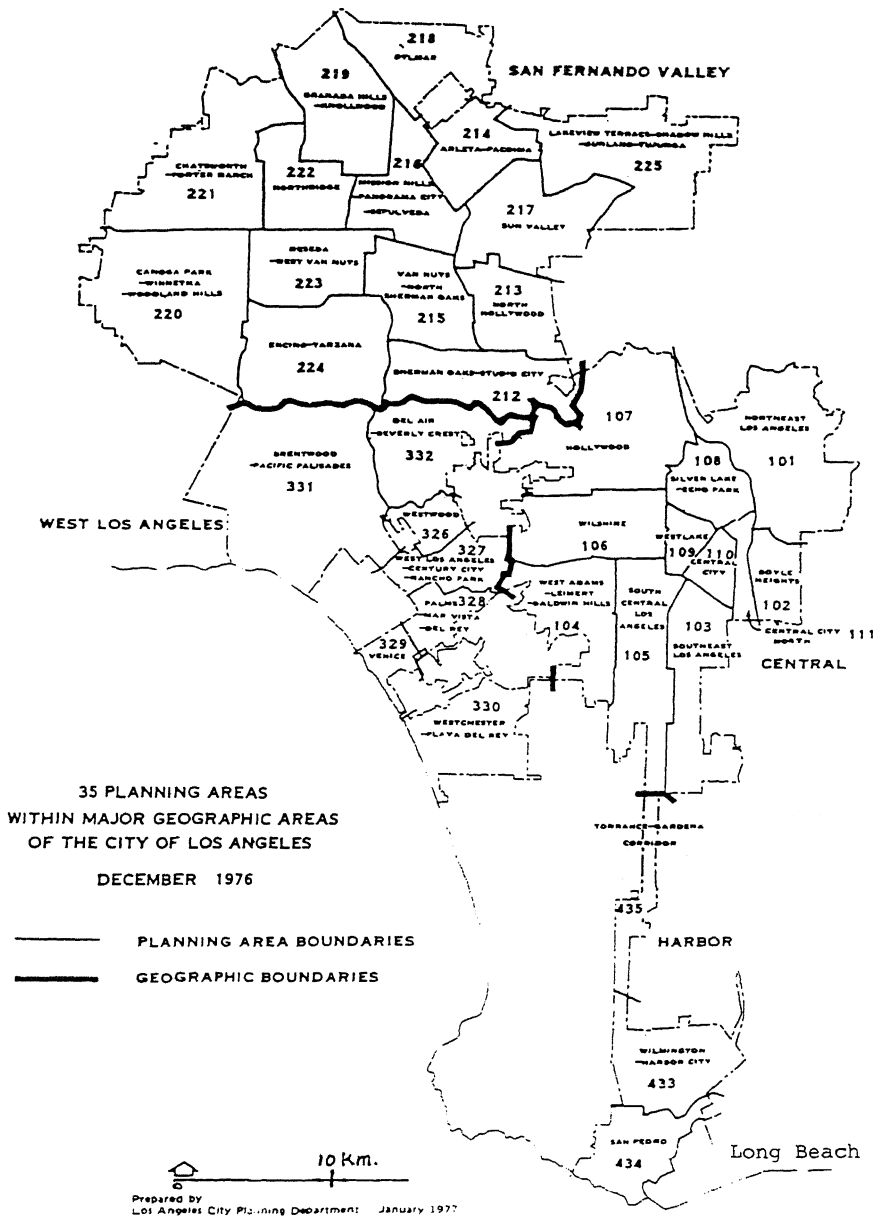 218
SYLMAR
SAN FERNANDO VALLEY
219
GRANADA HILLS
–KNOLLWOOD
214
ARLETA–PACOIMA
LAKEVIEW TERRACE–SHADOW HILLS
–SUNLAND–TUJUNGA
225
CHATSWORTH
–PORTER RANCH
221
222
NORTHRIDGE
216
MISSION HILLS
–PANORAMA CITY
–SEPULVEDA
217
SUN VALLEY
CANOGA PARK
–WINNETKA
–WOODLAND HILLS
220
RESEDA
–WEST VAN NUYS
223
VAN NUYS
–NORTH
SHERMAN OAKS
215
213
NORTH
HOLLYWOOD
ENCINO–TARZANA
224
SHERMAN OAKS–STUDIO CITY
212
107
HOLLYWOOD
NORTHEAST
LOS ANGELES
101
BEL AIR
–BEVERLY CREST
332
BRENTWOOD
–PACIFIC PALISADES
331
108
SILVER LAKE
–ECHO PARK
WEST LOS ANGELES
WESTWOOD
326
327
WEST LOS ANGELES
–CENTURY CITY
–RANCHO PARK
WILSHIRE
106
WESTLAKE
109
110
CENTRAL
CITY
BOYLE
HEIGHTS
102
WEST ADAMS
–LEIMERT
–BALDWIN HILLS
104
SOUTH
CENTRAL
LOS
ANGELES
105
103
SOUTHEAST
LOS ANGELES
CENTRAL CITY
NORTH
111
CENTRAL
PALMS
328
–MAR VISTA
–DEL REY
329
VENICE
330
WESTCHESTER
–PLAYA DEL REY
35 PLANNING AREAS
WITHIN MAJOR GEOGRAPHIC AREAS
OF THE CITY OF LOS ANGELES
DECEMBER 1976
TORRANCE–GARDENA
CORRIDOR
435
HARBOR
PLANNING AREA BOUNDARIES
GEOGRAPHIC BOUNDARIES
WILMINGTON
–HARBOR CITY
433
SAN PEDRO
434
Long Beach
0
10 Km.
Prepared by
Los Angeles City Planning Department January 1977